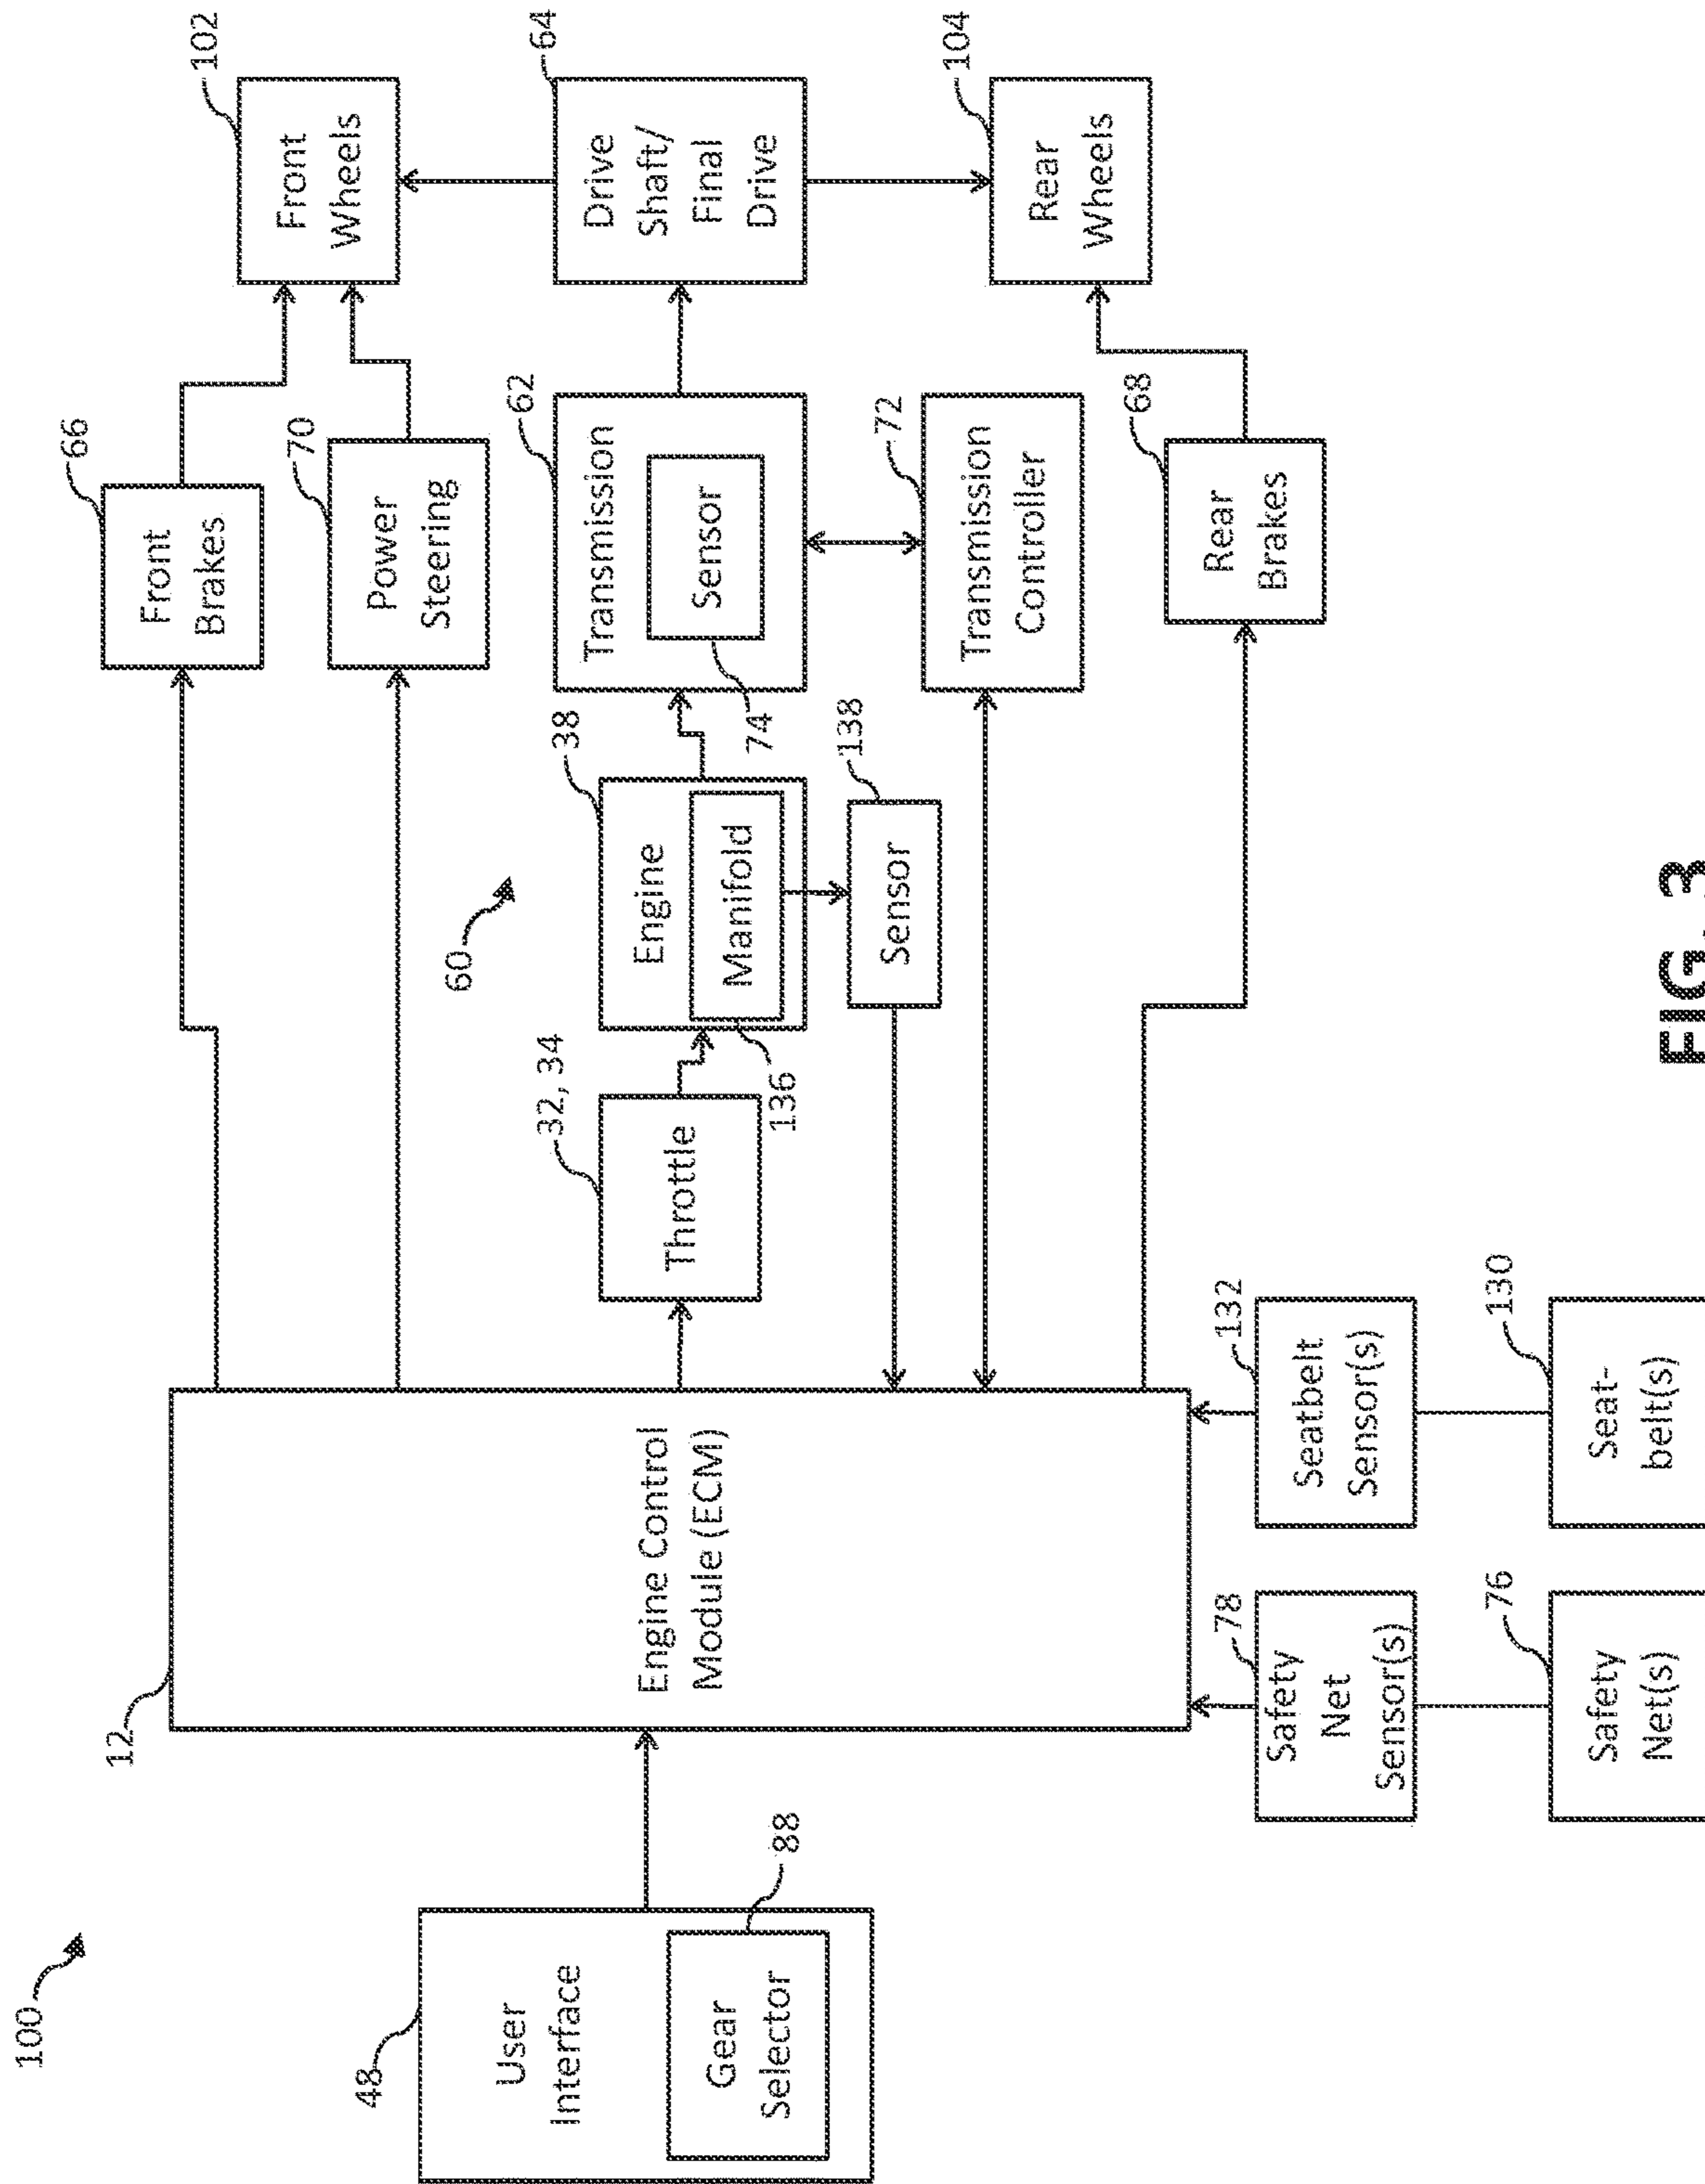 100
12
48
User
Interface
Gear
Selector
88
Engine Control
Module (ECM)
66
Front
Brakes
70
Power
Steering
102
Front
Wheels
60
32, 34
Throttle
38
Engine
Manifold
136
138
Sensor
62
Transmission
Sensor
74
64
Drive
Shaft/
Final
Drive
72
Transmission
Controller
68
Rear
Brakes
104
Rear
Wheels
78
Safety
Net
Sensor(s)
132
Seatbelt
Sensor(s)
76
Safety
Net(s)
130
Seat-
belt(s)
FIG. 3